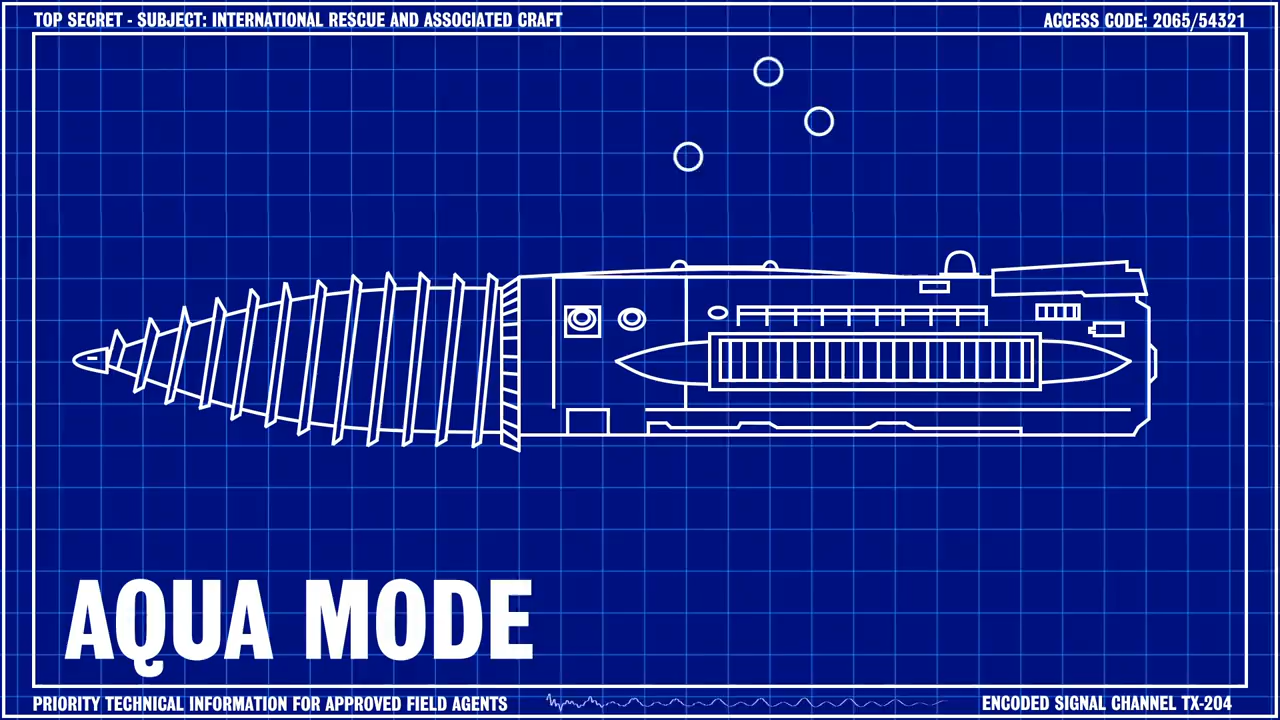 TOP SECRET - SUBJECT: INTERNATIONAL RESCUE AND ASSOCIATED CRAFT
ACCESS CODE: 2065/54321
AQUA MODE
PRIORITY TECHNICAL INFORMATION FOR APPROVED FIELD AGENTS
ENCODED SIGNAL CHANNEL TX-204